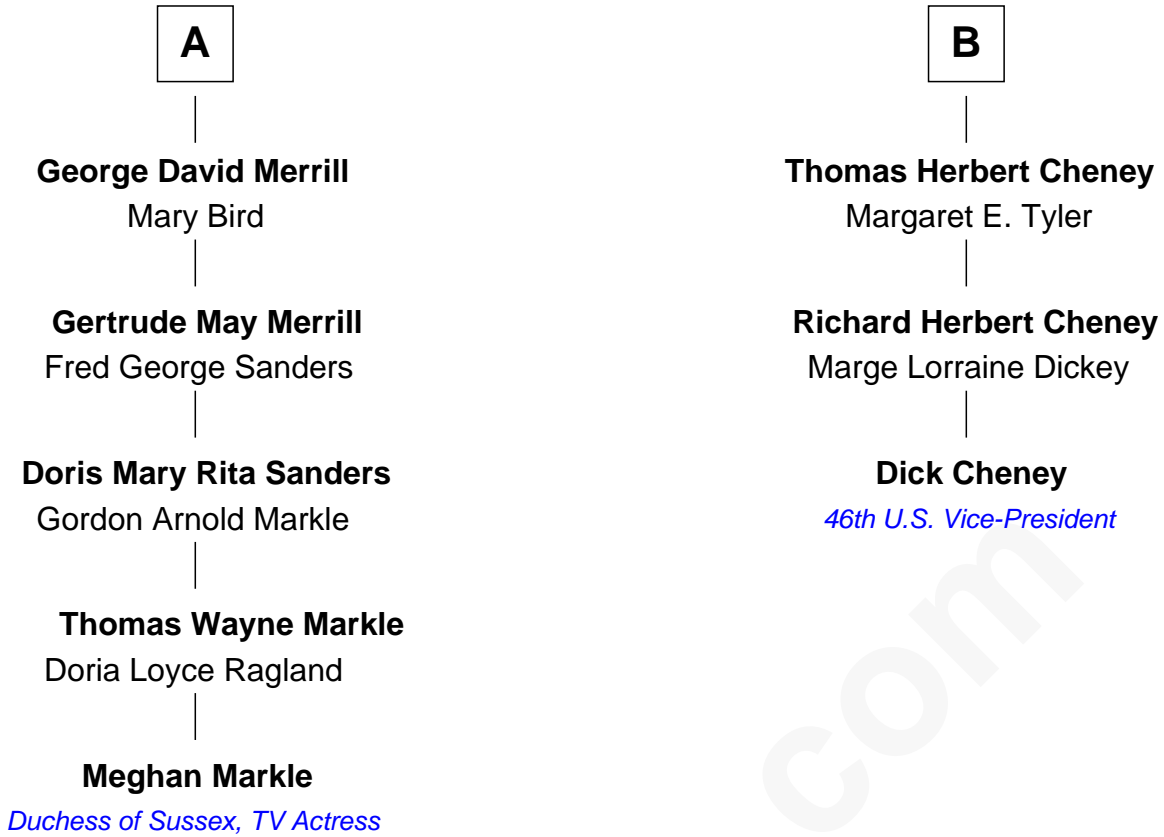 A
George David Merrill
Mary Bird
Gertrude May Merrill
Fred George Sanders
Doris Mary Rita Sanders
Gordon Arnold Markle
Thomas Wayne Markle
Doria Loyce Ragland
Meghan Markle
Duchess of Sussex, TV Actress
B
Thomas Herbert Cheney
Margaret E. Tyler
Richard Herbert Cheney
Marge Lorraine Dickey
Dick Cheney
46th U.S. Vice-President
com